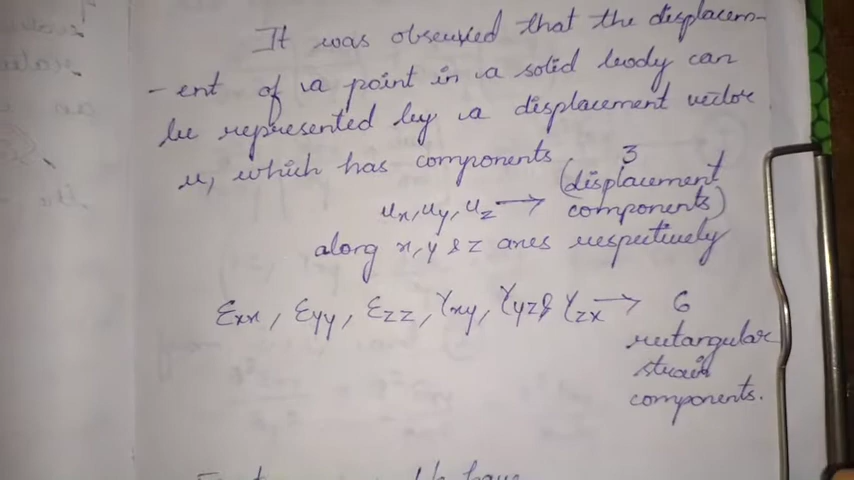 It was observed that the displacem-
- ent of a point in a solid body can
be represented by a displacement vector
u, which has components 3
(displacement
ux, uy, uz → components)
along x, y & z axes respectively
εxx, εyy, εzz, γxy, γyz & γzx → 6
rectangular
strain
components.
have